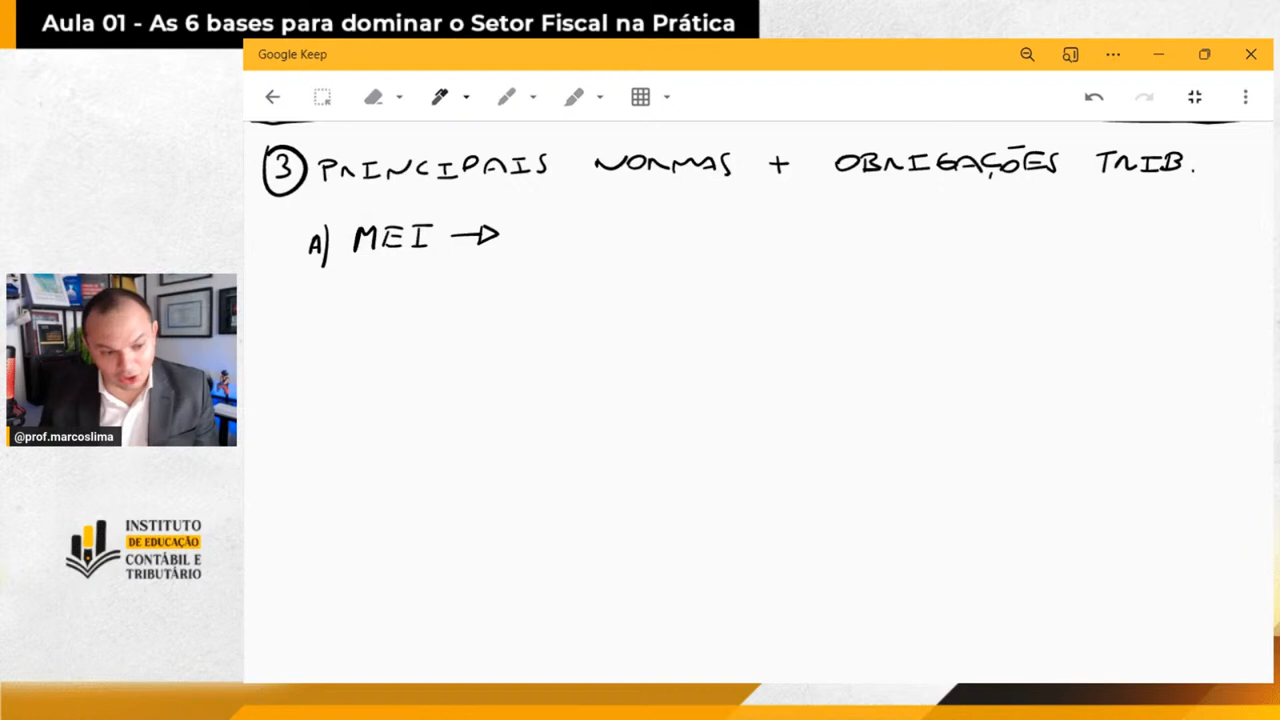 Aula 01 - As 6 bases para dominar o Setor Fiscal na Prática
Google Keep
3 PRINCIPAIS NORMAS + OBRIGAÇÕES TRIB.
A) MEI →
@prof.marcoslima
INSTITUTO
DE EDUCAÇÃO
CONTÁBIL E
TRIBUTÁRIO